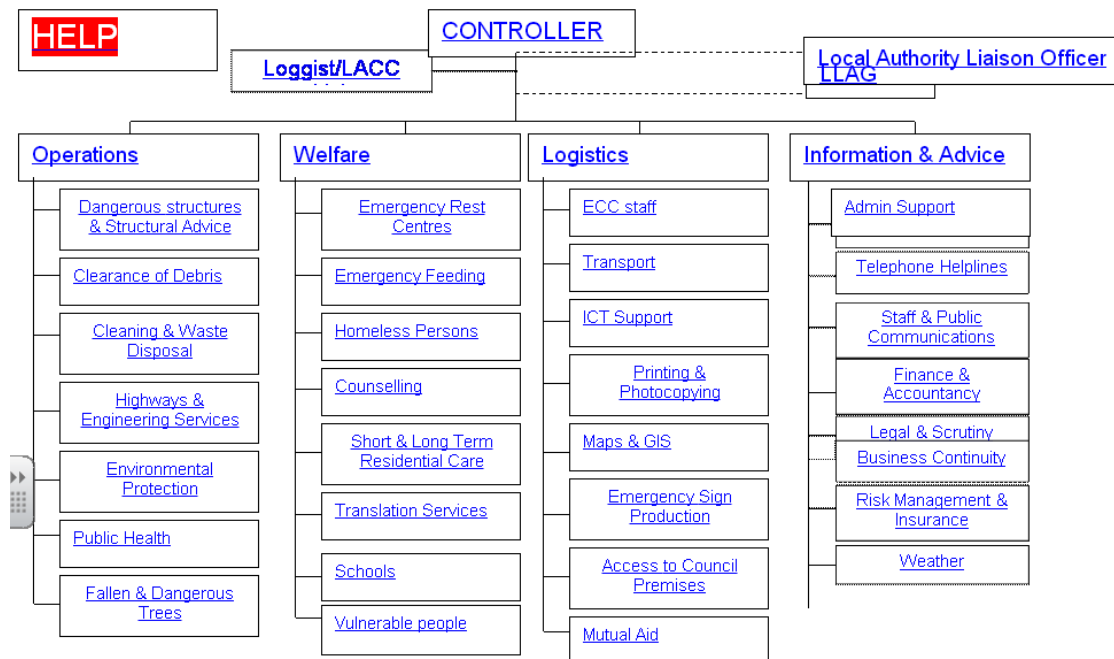 HELP
CONTROLLER
Loggist/LACC
Local Authority Liaison Officer
LLAG
Operations
Dangerous structures
& Structural Advice
Clearance of Debris
Cleaning & Waste
Disposal
Highways &
Engineering Services
Environmental
Protection
Public Health
Fallen & Dangerous
Trees
Welfare
Emergency Rest
Centres
Emergency Feeding
Homeless Persons
Counselling
Short & Long Term
Residential Care
Translation Services
Schools
Vulnerable people
Logistics
ECC staff
Transport
ICT Support
Printing &
Photocopying
Maps & GIS
Emergency Sign
Production
Access to Council
Premises
Mutual Aid
Information & Advice
Admin Support
Telephone Helplines
Staff & Public
Communications
Finance &
Accountancy
Legal & Scrutiny
Business Continuity
Risk Management &
Insurance
Weather